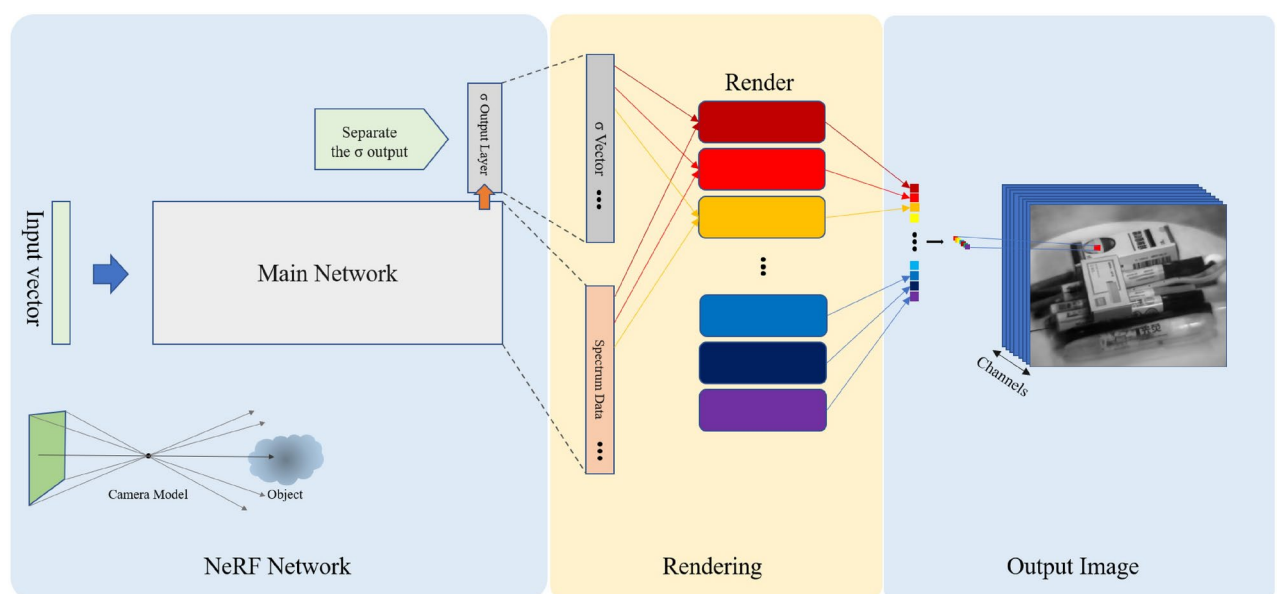 Separate
the σ output
σ Output Layer
Input vector
Main Network
Camera Model
Object
NeRF Network
σ Vector
Spectrum Data
Render
Rendering
Channels
Output Image